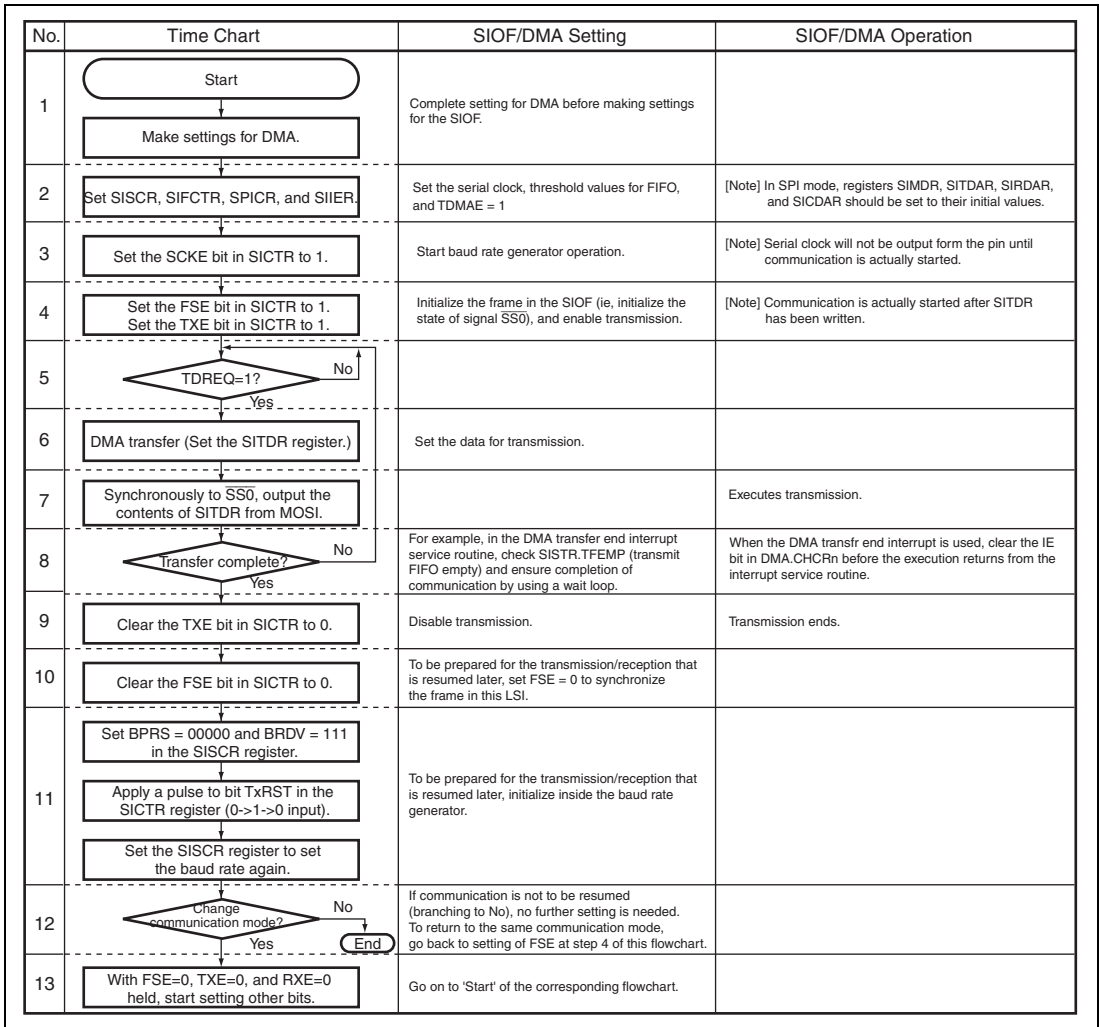 No.
Time Chart
SIOF/DMA Setting
SIOF/DMA Operation
1
Start
Make settings for DMA.
Complete setting for DMA before making settings
for the SIOF.
2
Set SISCR, SIFCTR, SPICR, and SIIER.
Set the serial clock, threshold values for FIFO,
and TDMAE = 1
[Note] In SPI mode, registers SIMDR, SITDAR, SIRDAR,
and SICDAR should be set to their initial values.
3
Set the SCKE bit in SICTR to 1.
Start baud rate generator operation.
[Note] Serial clock will not be output form the pin until
communication is actually started.
4
Set the FSE bit in SICTR to 1.
Set the TXE bit in SICTR to 1.
Initialize the frame in the SIOF (ie, initialize the
state of signal SS0), and enable transmission.
[Note] Communication is actually started after SITDR
has been written.
5
TDREQ=1?
No
Yes
6
DMA transfer (Set the SITDR register.)
Set the data for transmission.
7
Synchronously to SS0, output the
contents of SITDR from MOSI.
Executes transmission.
8
Transfer complete?
No
Yes
For example, in the DMA transfer end interrupt
service routine, check SISTR.TFEMP (transmit
FIFO empty) and ensure completion of
communication by using a wait loop.
When the DMA transfr end interrupt is used, clear the IE
bit in DMA.CHCRn before the execution returns from the
interrupt service routine.
9
Clear the TXE bit in SICTR to 0.
Disable transmission.
Transmission ends.
10
Clear the FSE bit in SICTR to 0.
To be prepared for the transmission/reception that
is resumed later, set FSE = 0 to synchronize
the frame in this LSI.
11
Set BPRS = 00000 and BRDV = 111
in the SISCR register.
Apply a pulse to bit TxRST in the
SICTR register (0->1->0 input).
Set the SISCR register to set
the baud rate again.
To be prepared for the transmission/reception that
is resumed later, initialize inside the baud rate
generator.
12
Change
communication mode?
No
Yes
End
If communication is not to be resumed
(branching to No), no further setting is needed.
To return to the same communication mode,
go back to setting of FSE at step 4 of this flowchart.
13
With FSE=0, TXE=0, and RXE=0
held, start setting other bits.
Go on to 'Start' of the corresponding flowchart.